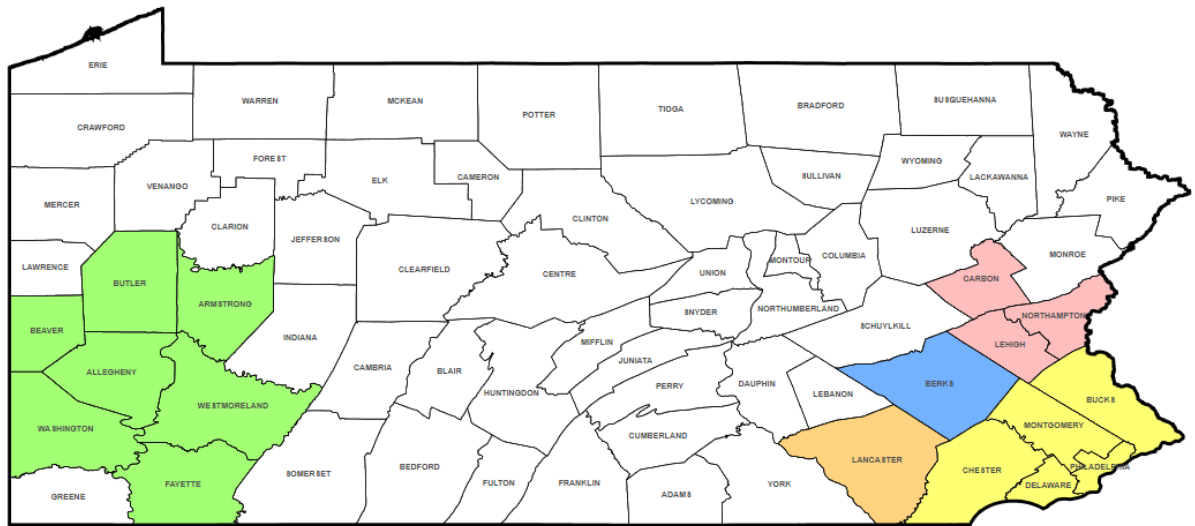 ERIE
WARREN
MCKEAN
POTTER
TIOGA
BRADFORD
SUSQUEHANNA
WAYNE
CRAWFORD
FOREST
WYOMING
LACKAWANNA
VENANGO
ELK
CAMERON
SULLIVAN
MERCER
LYCOMING
PIKE
CLARION
CLINTON
JEFFERSON
LUZERNE
LAWRENCE
CLEARFIELD
CENTRE
UNION
MONTOUR
COLUMBIA
MONROE
BUTLER
CARBON
ARMSTRONG
BEAVER
SNYDER
NORTHUMBERLAND
NORTHAMPTON
SCHUYLKILL
INDIANA
MIFFLIN
LEHIGH
JUNIATA
ALLEGHENY
CAMBRIA
BLAIR
PERRY
DAUPHIN
BERKS
HUNTINGDON
LEBANON
BUCKS
WESTMORELAND
WASHINGTON
CUMBERLAND
MONTGOMERY
LANCASTER
PHILADELPHIA
SOMERSET
BEDFORD
CHESTER
FAYETTE
FULTON
FRANKLIN
YORK
DELAWARE
GREENE
ADAMS